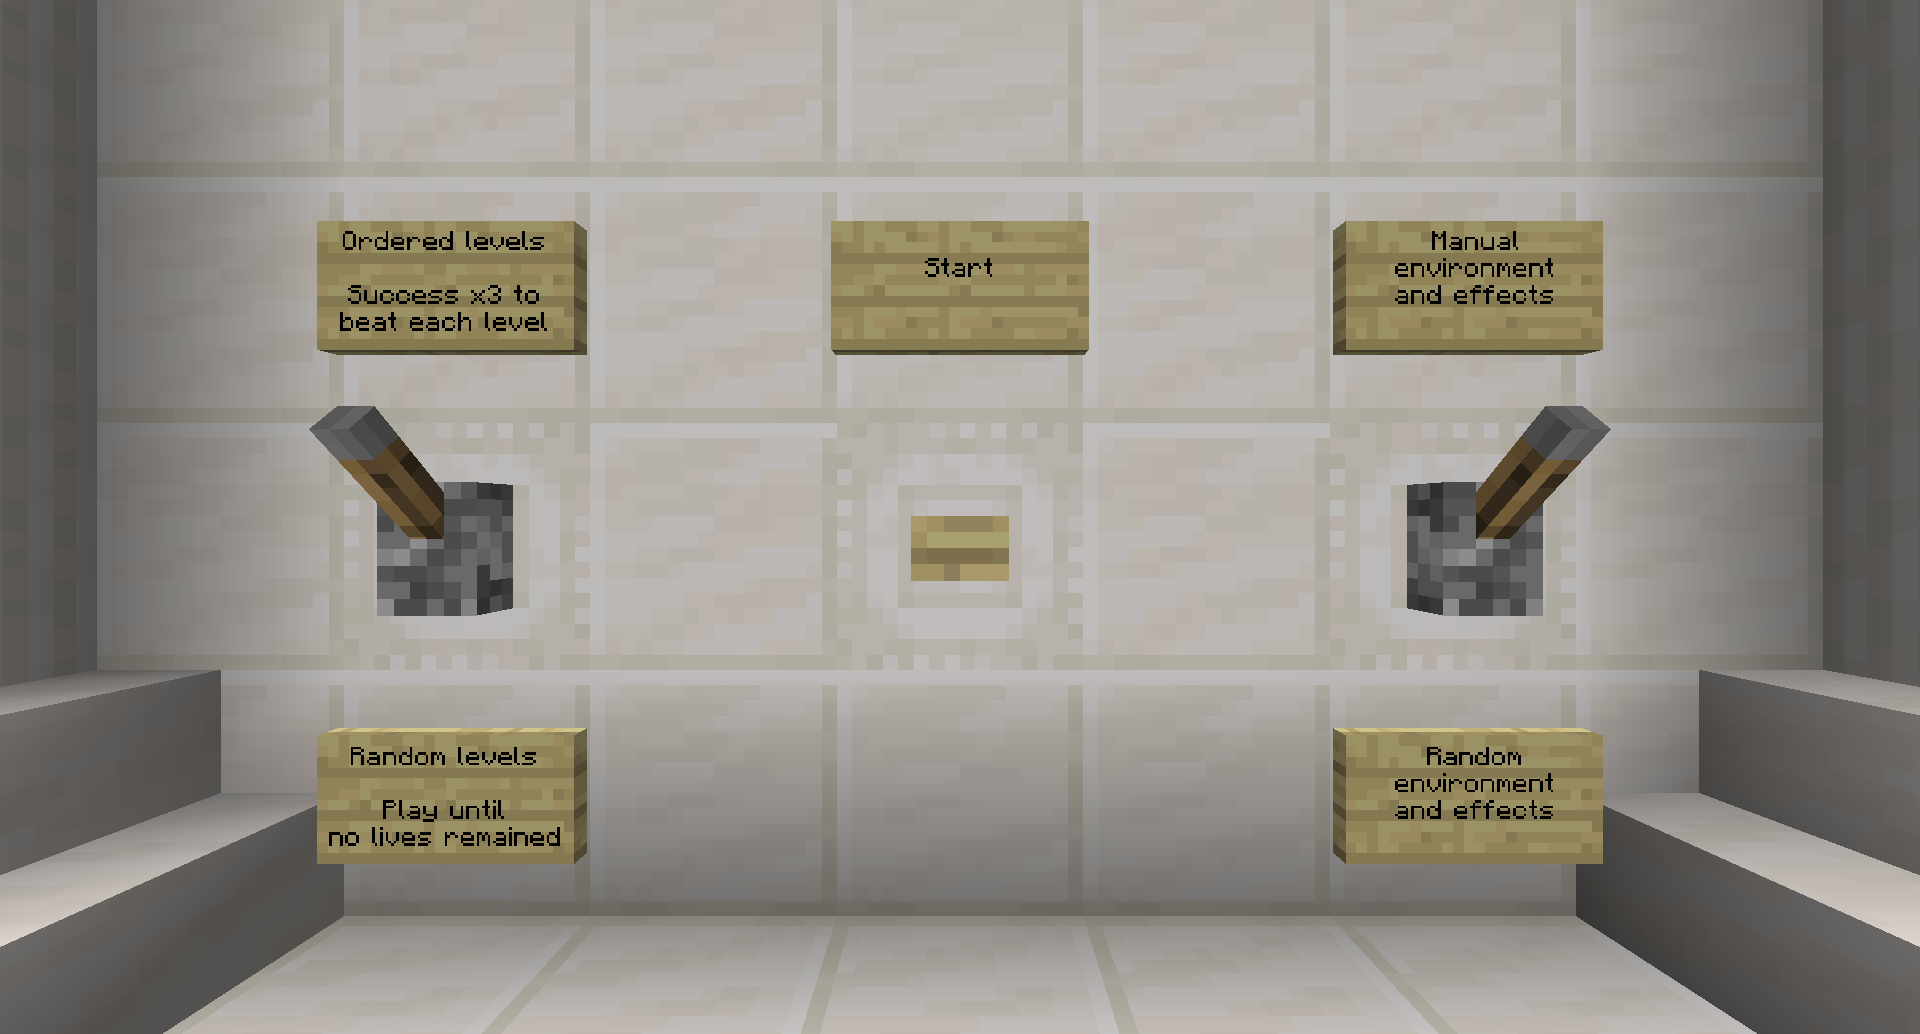 Ordered levels
Success x3 to
beat each level
Start
Manual
environment
and effects
Random levels
Play until
no lives remained
Random
environment
and effects